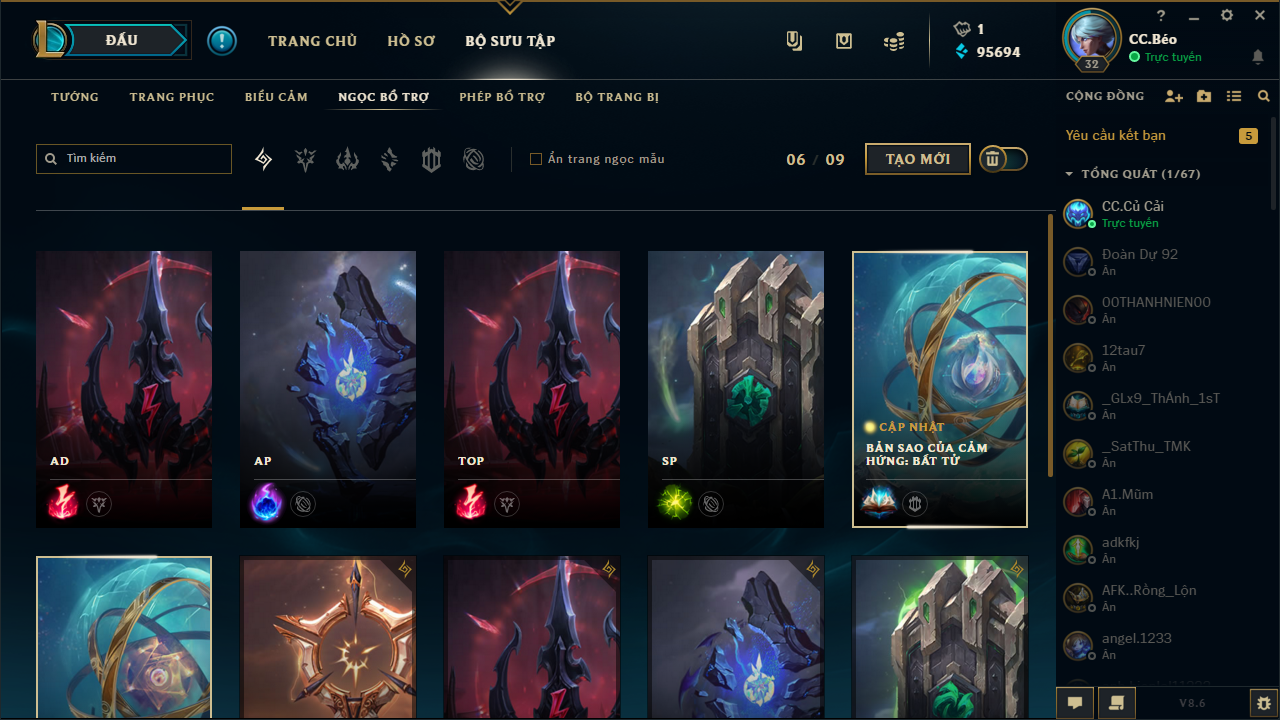 ĐẤU
!
TRANG CHỦ
HỒ SƠ
BỘ SƯU TẬP
1
95694
?
CC.Béo
Trực tuyến
32
TƯỚNG
TRANG PHỤC
BIỂU CẢM
NGỌC BỔ TRỢ
PHÉP BỔ TRỢ
BỘ TRANG BỊ
CỘNG ĐỒNG
Tìm kiếm
Ẩn trang ngọc mẫu
06 / 09
TẠO MỚI
Yêu cầu kết bạn
5
TỔNG QUÁT (1/67)
CC.Củ Cải
Trực tuyến
Đoàn Dự 92
Ẩn
00THANHNIEN00
Ẩn
12tau7
Ẩn
_GLx9_ThÁnh_1sT
Ẩn
_SatThu_TMK
Ẩn
A1.Mũm
Ẩn
adkfkj
Ẩn
AFK..Rồng_Lộn
Ẩn
angel.1233
Ẩn
AD
AP
TOP
SP
CẬP NHẬT
BẢN SAO CỦA CẢM
HỨNG: BẤT TỬ
V8.6